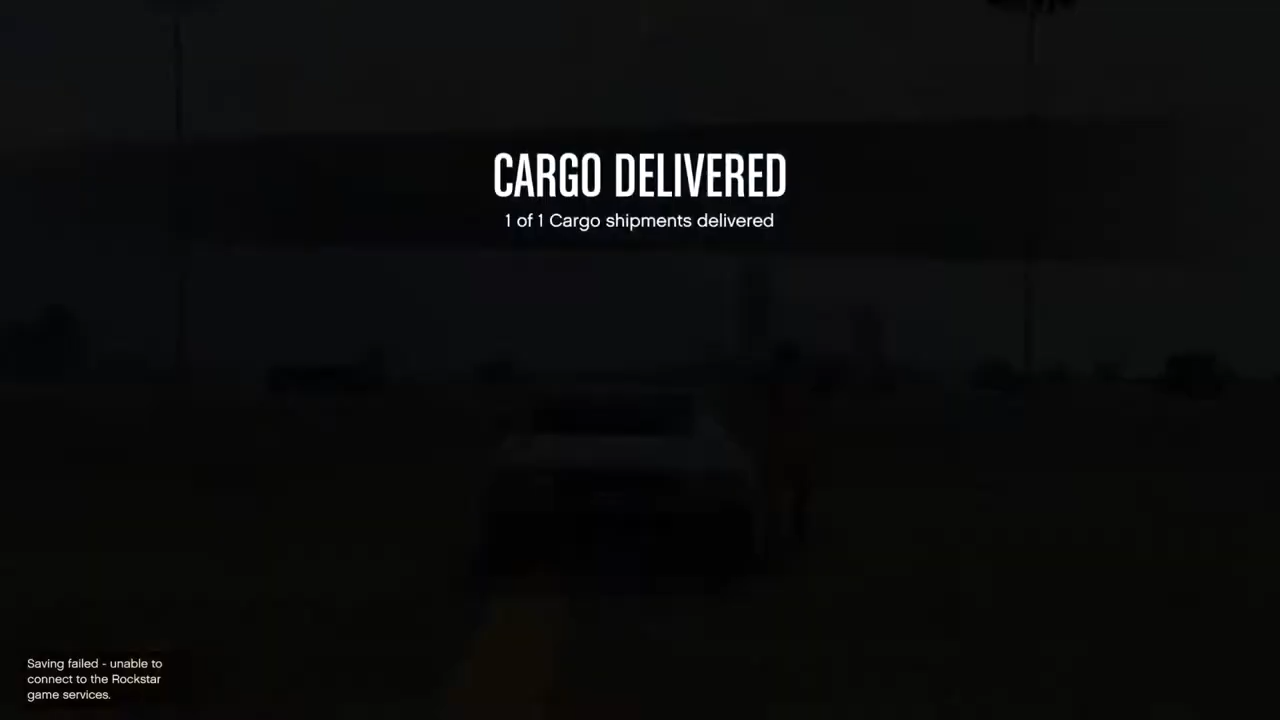 CARGO DELIVERED
1 of 1 Cargo shipments delivered
Saving failed - unable to
connect to the Rockstar
game services.